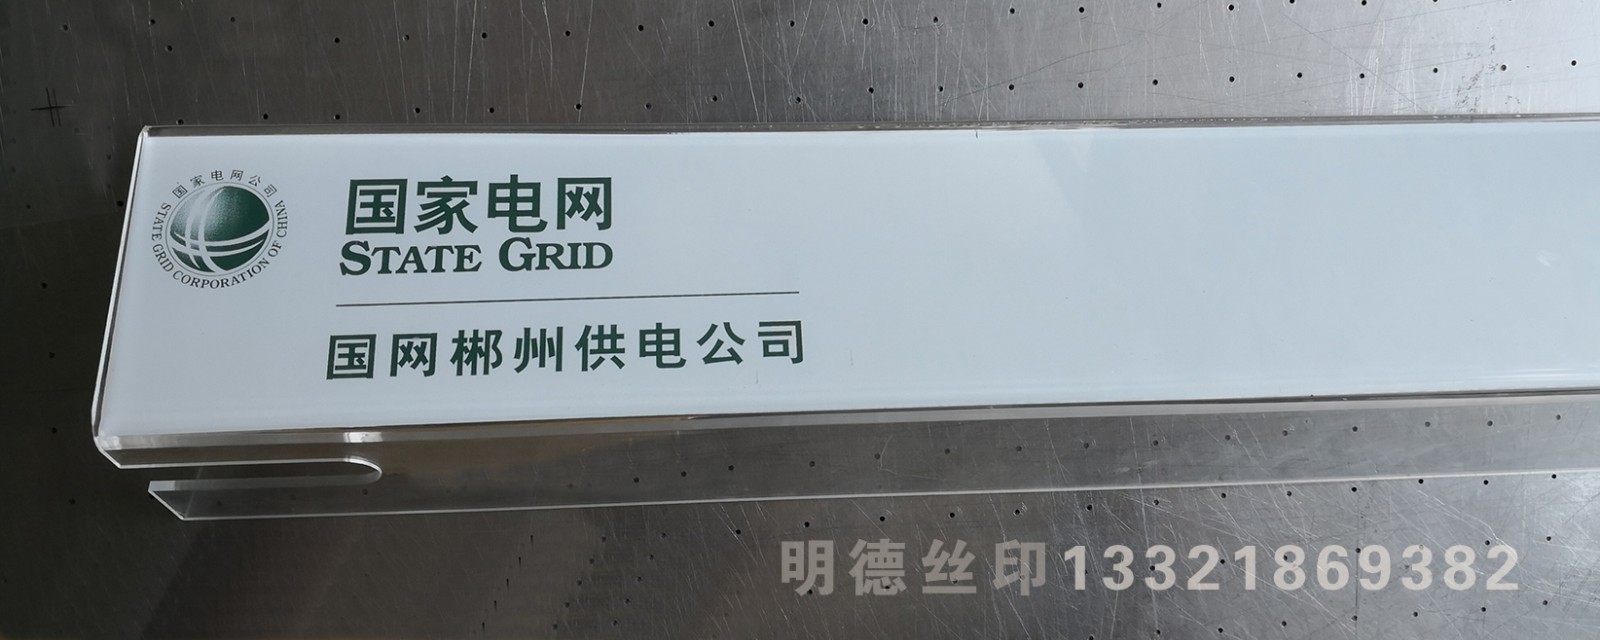 国家电网公司
STATE GRID CORPORATION OF CHINA
国家电网
STATE GRID
国网郴州供电公司
明德丝印13321869382